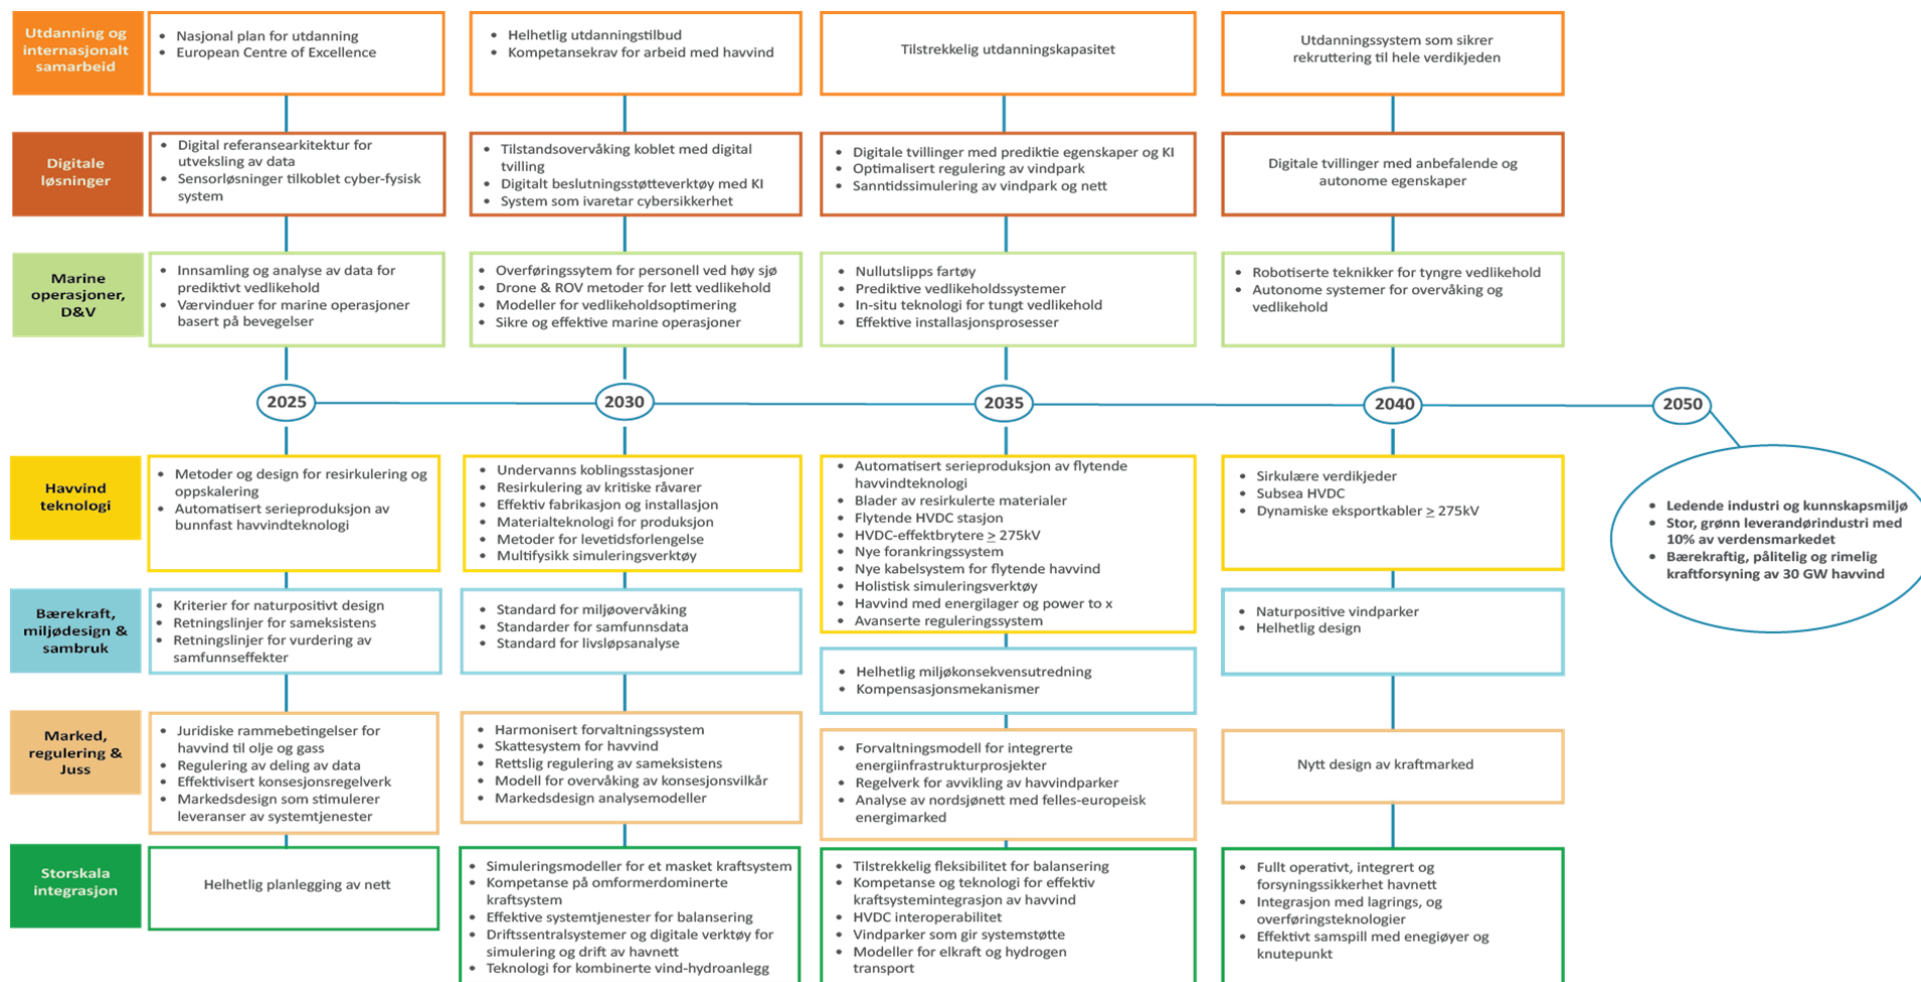 Utdanning og
internasjonalt
samarbeid
• Nasjonal plan for utdanning
• European Centre of Excellence
• Helhetlig utdanningstilbud
• Kompetansekrav for arbeid med havvind
Tilstrekkelig utdanningskapasitet
Utdanningssystem som sikrer
rekruttering til hele verdikjeden
Digitale
løsninger
• Digital referansearkitektur for
utveksling av data
• Sensorløsninger tilkoblet cyber-fysisk
system
• Tilstandsovervåking koblet med digital
tvilling
• Digitalt beslutningsstøtteverktøy med KI
• System som ivaretar cybersikkerhet
• Digitale tvillinger med prediktie egenskaper og KI
• Optimalisert regulering av vindpark
• Sanntidssimulering av vindpark og nett
Digitale tvillinger med anbefalende og
autonome egenskaper
Marine
operasjoner,
D&V
• Innsamling og analyse av data for
prediktivt vedlikehold
• Værvinduer for marine operasjoner
basert på bevegelser
• Overføringssytem for personell ved høy sjø
• Drone & ROV metoder for lett vedlikehold
• Modeller for vedlikeholdsoptimering
• Sikre og effektive marine operasjoner
• Nullutslipps fartøy
• Prediktive vedlikeholdssystemer
• In-situ teknologi for tungt vedlikehold
• Effektive installasjonsprosesser
• Robotiserte teknikker for tyngre vedlikehold
• Autonome systemer for overvåking og
vedlikehold
2025
2030
2035
2040
2050
Havvind
teknologi
• Metoder og design for resirkulering og
oppskalering
• Automatisert serieproduksjon av
bunnfast havvindteknologi
• Undervanns koblingsstasjoner
• Resirkulering av kritiske råvarer
• Effektiv fabrikasjon og installasjon
• Materialteknologi for produksjon
• Metoder for levetidsforlengelse
• Multifysikk simuleringsverktøy
• Automatisert serieproduksjon av flytende
havvindteknologi
• Blader av resirkulerte materialer
• Flytende HVDC stasjon
• HVDC-effektbrytere ≥ 275kV
• Nye forankringssystem
• Nye kabelsystem for flytende havvind
• Holistisk simuleringsverktøy
• Havvind med energilager og power to x
• Avanserte reguleringssystem
• Sirkulære verdikjeder
• Subsea HVDC
• Dynamiske eksportkabler ≥ 275kV
• Ledende industri og kunnskapsmiljø
• Stor, grønn leverandørindustri med
10% av verdensmarkedet
• Bærekraftig, pålitelig og rimelig
kraftforsyning av 30 GW havvind
Bærekraft,
miljødesign &
sambruk
• Kriterier for naturpositivt design
• Retningslinjer for sameksistens
• Retningslinjer for vurdering av
samfunnseffekter
• Standard for miljøovervåking
• Standarder for samfunnsdata
• Standard for livsløpsanalyse
• Helhetlig miljøkonsekvensutredning
• Kompensasjonsmekanismer
• Naturpositive vindparker
• Helhetlig design
Marked,
regulering &
Juss
• Juridiske rammebetingelser for
havvind til olje og gass
• Regulering av deling av data
• Effektivisert konsesjonsregelverk
• Markedsdesign som stimulerer
leveranser av systemtjenester
• Harmonisert forvaltningssystem
• Skattesystem for havvind
• Rettslig regulering av sameksistens
• Modell for overvåking av konsesjonsvilkår
• Markedsdesign analysemodeller
• Forvaltningsmodell for integrerte
energiinfrastrukturprosjekter
• Regelverk for avvikling av havvindparker
• Analyse av nordsjønett med felles-europeisk
energimarked
Nytt design av kraftmarked
Storskala
integrasjon
Helhetlig planlegging av nett
• Simuleringsmodeller for et masket kraftsystem
• Kompetanse på omformerdominerte
kraftsystem
• Effektive systemtjenester for balansering
• Driftssentralsystemer og digitale verktøy for
simulering og drift av havnett
• Teknologi for kombinerte vind-hydroanlegg
• Tilstrekkelig fleksibilitet for balansering
• Kompetanse og teknologi for effektiv
kraftsystemintegrasjon av havvind
• HVDC interoperabilitet
• Vindparker som gir systemstøtte
• Modeller for elkraft og hydrogen
transport
• Fullt operativt, integrert og
forsyningssikkerhet havnett
• Integrasjon med lagrings, og
overføringsteknologier
• Effektivt samspill med enegiøyer og
knutepunkt